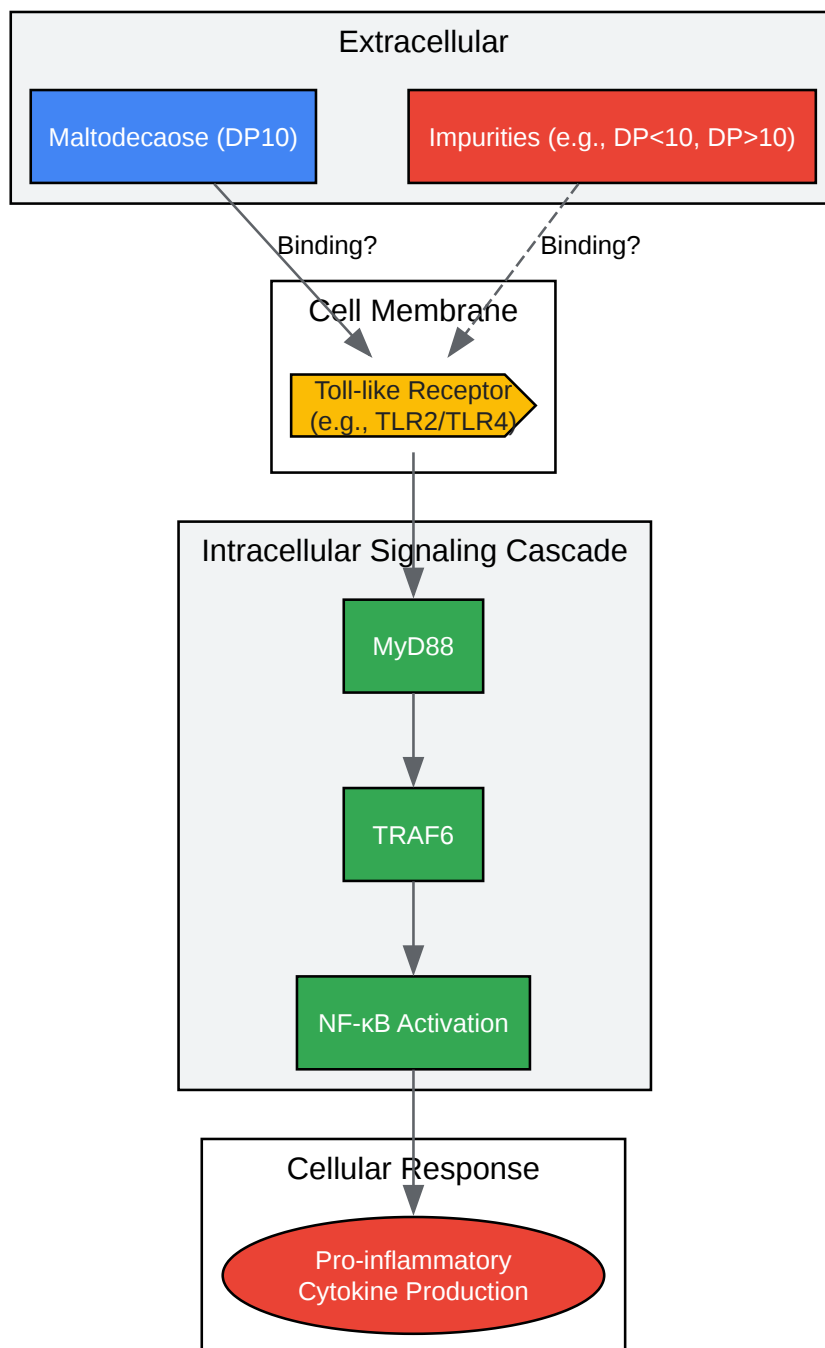 Extracellular
Maltodecaose (DP10)
Impurities (e.g., DP<10, DP>10)
Binding?
Binding?
Cell Membrane
Toll-like Receptor
(e.g., TLR2/TLR4)
Intracellular Signaling Cascade
MyD88
TRAF6
NF-κB Activation
Cellular Response
Pro-inflammatory
Cytokine Production